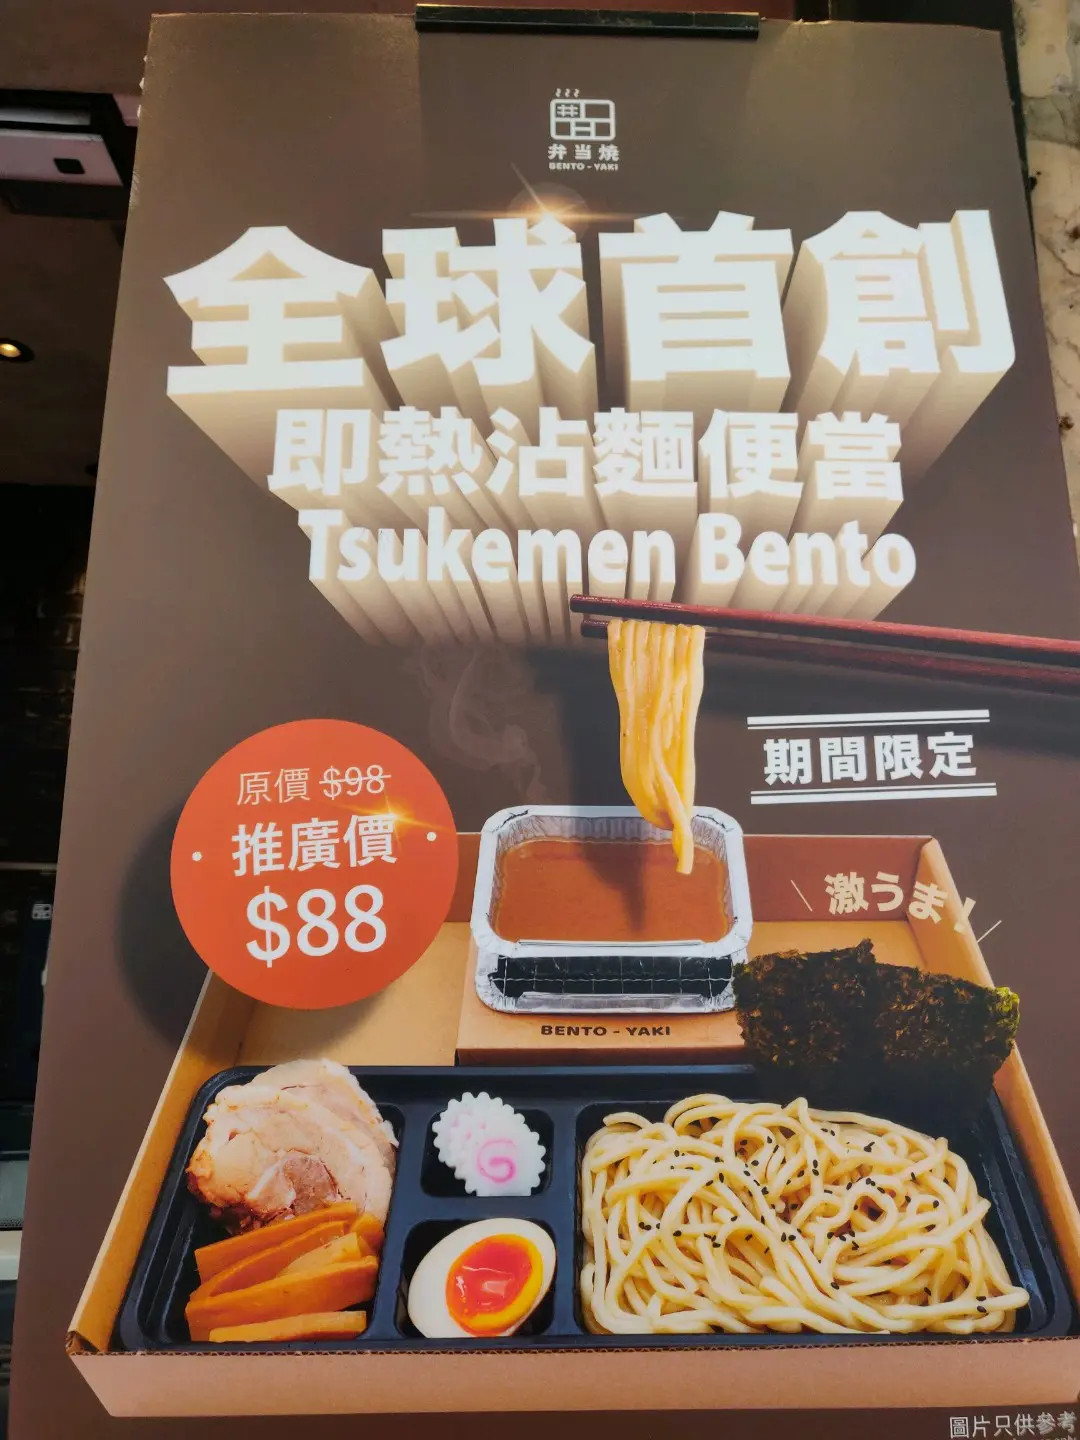 弁当焼
BENTO-YAKI
全球首創
即熱沾麵便當
Tsukemen Bento
期間限定
原價 $98
推廣價
$88
激うま！
BENTO - YAKI
圖片只供參考